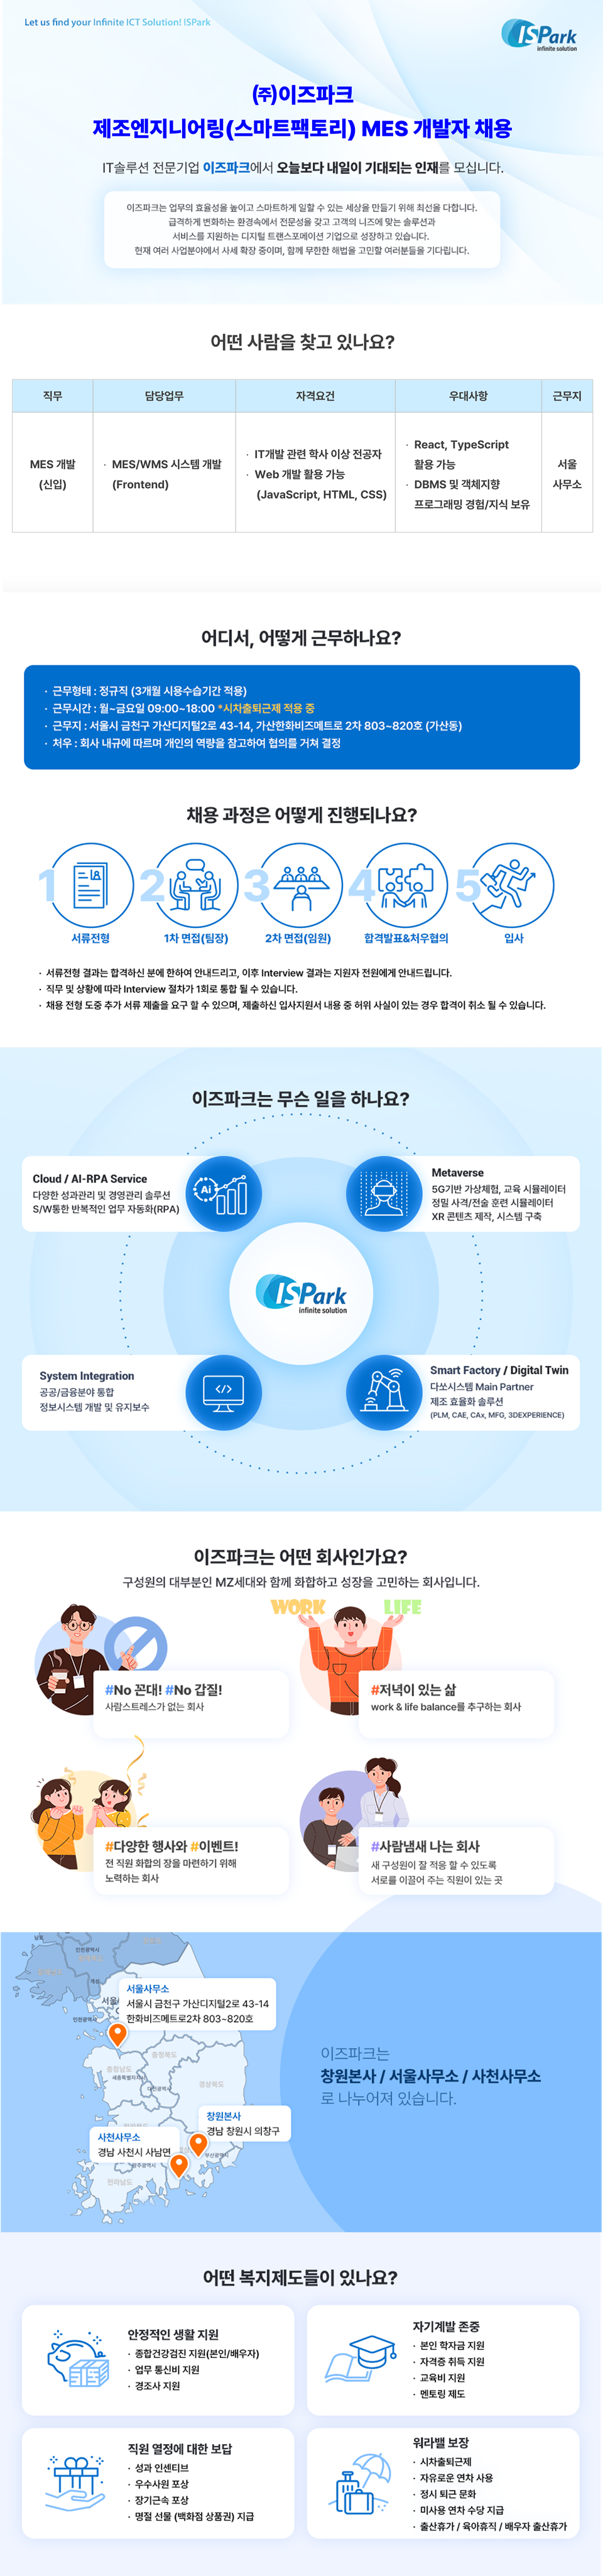 Let us find your Infinite ICT Solution! ISPark
ISPark
infinite solution
(주)이즈파크
제조엔지니어링(스마트팩토리) MES 개발자 채용
IT솔루션 전문기업 이즈파크에서 오늘보다 내일이 기대되는 인재를 모십니다.
이즈파크는 업무의 효율성을 높이고 스마트하게 일할 수 있는 세상을 만들기 위해 최선을 다합니다.
급격하게 변화하는 환경속에서 전문성을 갖고 고객의 니즈에 맞는 솔루션과
서비스를 지원하는 디지털 트랜스포메이션 기업으로 성장하고 있습니다.
현재 여러 사업분야에서 사세 확장 중이며, 함께 무한한 해법을 고민할 여러분들을 기다립니다.
어떤 사람을 찾고 있나요?
직무
담당업무
자격요건
우대사항
근무지
MES 개발
(신입)
· MES/WMS 시스템 개발
(Frontend)
· IT개발 관련 학사 이상 전공자
· Web 개발 활용 가능
(JavaScript, HTML, CSS)
· React, TypeScript
활용 가능
· DBMS 및 객체지향
프로그래밍 경험/지식 보유
서울
사무소
어디서, 어떻게 근무하나요?
· 근무형태 : 정규직 (3개월 시용수습기간 적용)
· 근무시간 : 월~금요일 09:00~18:00 *시차출퇴근제 적용 중
· 근무지 : 서울시 금천구 가산디지털2로 43-14, 가산한화비즈메트로 2차 803~820호 (가산동)
· 처우 : 회사 내규에 따르며 개인의 역량을 참고하여 협의를 거쳐 결정
채용 과정은 어떻게 진행되나요?
1
서류전형
2
1차 면접(팀장)
3
2차 면접(임원)
4
합격발표&처우협의
5
입사
· 서류전형 결과는 합격하신 분에 한하여 안내드리고, 이후 Interview 결과는 지원자 전원에게 안내드립니다.
· 직무 및 상황에 따라 Interview 절차가 1회로 통합 될 수 있습니다.
· 채용 전형 도중 추가 서류 제출을 요구 할 수 있으며, 제출하신 입사지원서 내용 중 허위 사실이 있는 경우 합격이 취소 될 수 있습니다.
이즈파크는 무슨 일을 하나요?
Cloud / AI-RPA Service
다양한 성과관리 및 경영관리 솔루션
S/W통한 반복적인 업무 자동화(RPA)
AI
Metaverse
5G기반 가상체험, 교육 시뮬레이터
정밀 사격/전술 훈련 시뮬레이터
XR 콘텐츠 제작, 시스템 구축
ISPark
infinite solution
System Integration
공공/금융분야 통합
정보시스템 개발 및 유지보수
</>
Smart Factory / Digital Twin
다쏘시스템 Main Partner
제조 효율화 솔루션
(PLM, CAE, CAx, MFG, 3DEXPERIENCE)
이즈파크는 어떤 회사인가요?
구성원의 대부분인 MZ세대와 함께 화합하고 성장을 고민하는 회사입니다.
WORK LIFE
#No 꼰대! #No 갑질!
사람스트레스가 없는 회사
#저녁이 있는 삶
work & life balance를 추구하는 회사
#다양한 행사와 #이벤트!
전 직원 화합의 장을 마련하기 위해
노력하는 회사
#사람냄새 나는 회사
새 구성원이 잘 적응 할 수 있도록
서로를 이끌어 주는 직원이 있는 곳
인천광역시
서울사무소
서울시 금천구 가산디지털2로 43-14
한화비즈메트로2차 803~820호
인천광역시
충청북도
충청남도
세종특별자치시
대전광역시
경상북도
창원본사
경남 창원시 의창구
사천사무소
경남 사천시 사남면
부산광역시
전라남도
이즈파크는
창원본사 / 서울사무소 / 사천사무소
로 나누어져 있습니다.
어떤 복지제도들이 있나요?
안정적인 생활 지원
· 종합건강검진 지원(본인/배우자)
· 업무 통신비 지원
· 경조사 지원
자기계발 존중
· 본인 학자금 지원
· 자격증 취득 지원
· 교육비 지원
· 멘토링 제도
직원 열정에 대한 보답
· 성과 인센티브
· 우수사원 포상
· 장기근속 포상
· 명절 선물 (백화점 상품권) 지급
워라밸 보장
· 시차출퇴근제
· 자유로운 연차 사용
· 정시 퇴근 문화
· 미사용 연차 수당 지급
· 출산휴가 / 육아휴직 / 배우자 출산휴가